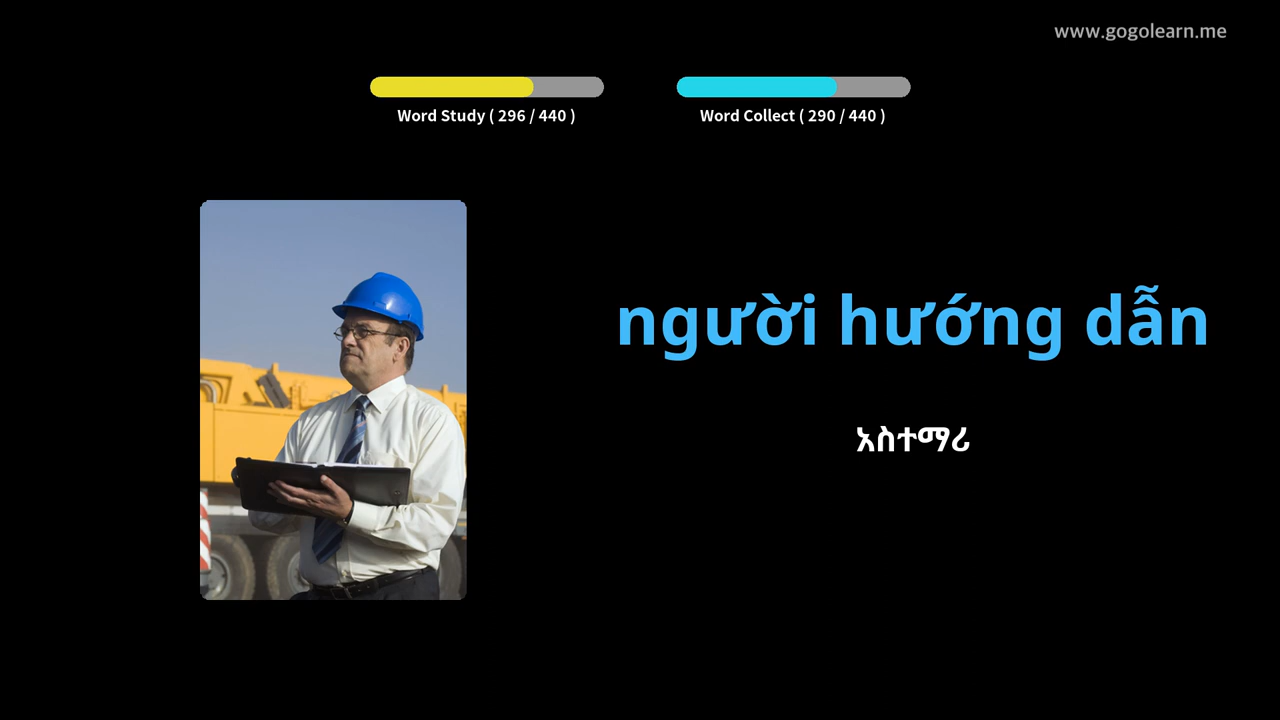 www.gogolearn.me
Word Study ( 296 / 440 )
Word Collect ( 290 / 440 )
người hướng dẫn
አስተማሪ